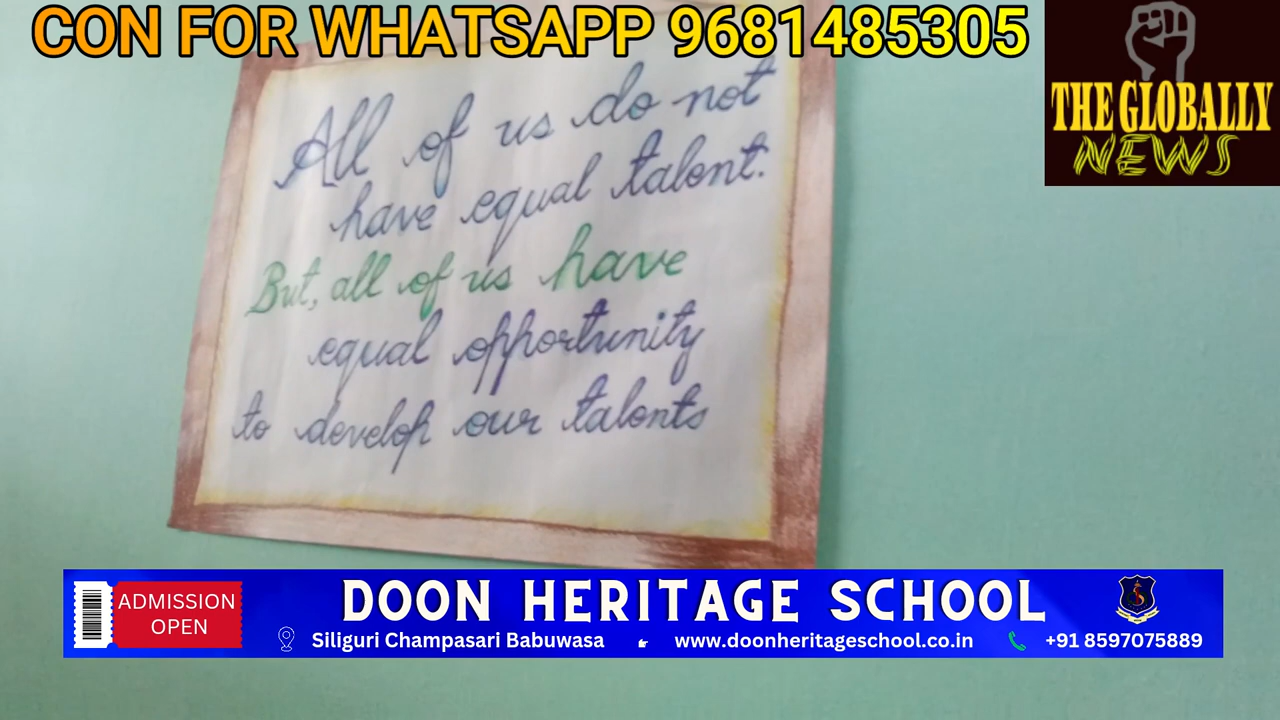 CON FOR WHATSAPP 9681485305
THE GLOBALLY
NEWS
All of us do not
have equal talent.
But, all of us have
equal opportunity
to develop our talents
ADMISSION
OPEN
DOON HERITAGE SCHOOL
Siliguri Champasari Babuwasa
www.doonheritageschool.co.in
+91 8597075889